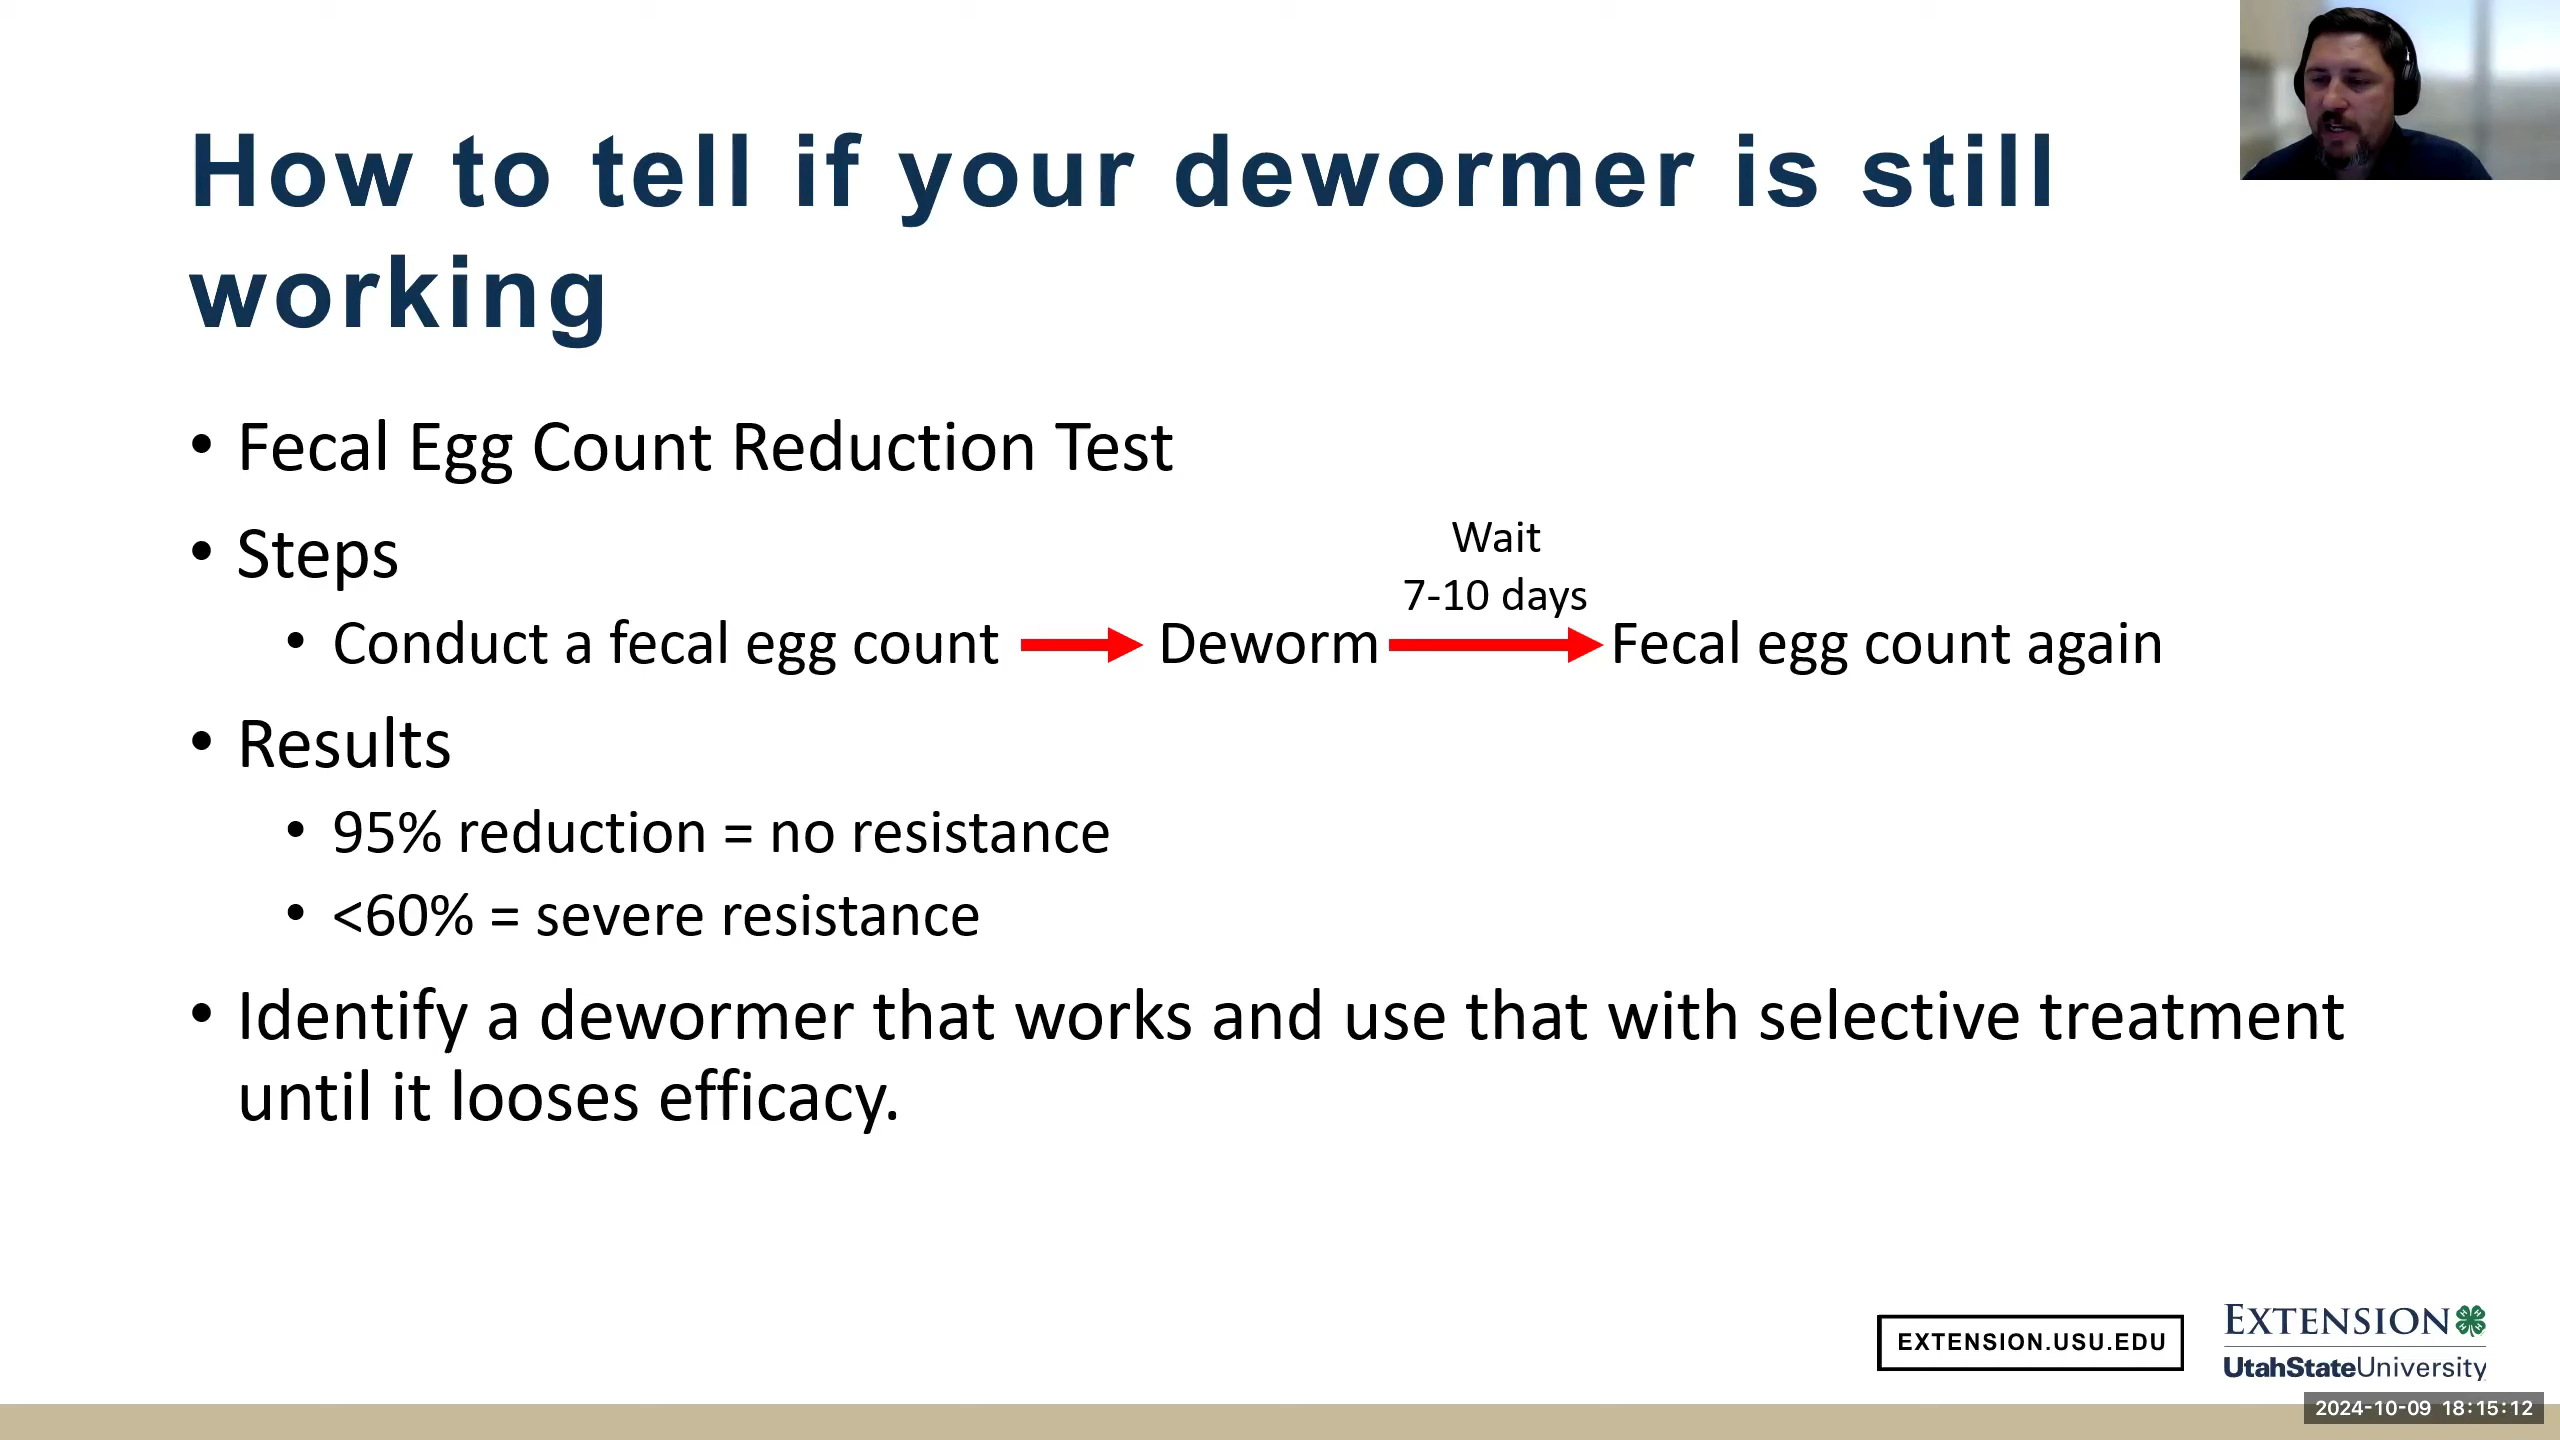 How to tell if your dewormer is still
working
• Fecal Egg Count Reduction Test
• Steps
Wait
7-10 days
• Conduct a fecal egg count Deworm Fecal egg count again
• Results
• 95% reduction = no resistance
• <60% = severe resistance
• Identify a dewormer that works and use that with selective treatment
until it looses efficacy.
EXTENSION.USU.EDU
EXTENSION
UtahStateUniversity
2024-10-09 18:15:12